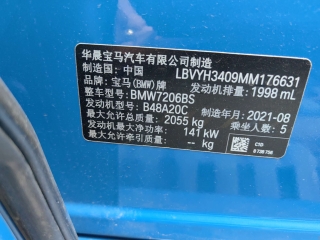 华晨宝马汽车有限公司制造
制造国：中国 LBVYH3409MM176631
品牌：宝马(BMW)牌 发动机排量：1998 mL
型号：BMW7206BS
发动机型号：B48A20C 制造年月：2021-08
最大允许总质量：2055 kg 乘坐人数：5
发动机最大净功率：141 kW
最大允许牵引质量：-- kg